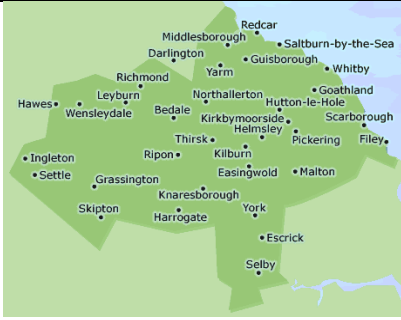 Redcar
Middlesborough
Saltburn-by-the-Sea
Darlington
Guisborough
Yarm
Whitby
Richmond
Goathland
Leyburn
Northallerton
Hawes
Hutton-le-Hole
Wensleydale
Bedale
Kirkbymoorside
Scarborough
Helmsley
Thirsk
Pickering
Filey
Ripon
Kilburn
Ingleton
Easingwold
Malton
Settle
Grassington
Knaresborough
Skipton
Harrogate
York
Escrick
Selby